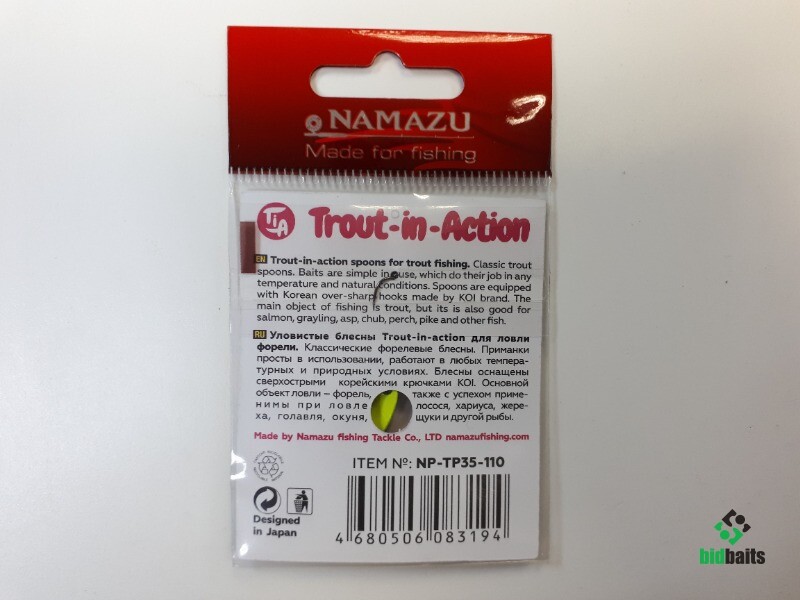 NAMAZU
Made for fishing
TiA Trout-in-Action
EN Trout-in-action spoons for trout fishing. Classic trout
spoons. Baits are simple in use, which do their job in any
temperature and natural conditions. Spoons are equipped
with Korean over-sharp hooks made by KOI brand. The
main object of fishing is trout, but its is also good for
salmon, grayling, asp, chub, perch, pike and other fish.
RU Уловистые блесны Trout-in-action для ловли
форели. Классические форелевые блесны. Приманки
просты в использовании, работают в любых темпера-
турных и природных условиях. Блесны оснащены
сверхострыми корейскими крючками KOI. Основной
объект ловли – форель, также с успехом приме-
нимы при ловле лосося, хариуса, жере-
ха, голавля, окуня, щуки и другой рыбы.
Made by Namazu fishing Tackle Co., LTD namazufishing.com
ITEM №: NP-TP35-110
Designed
in Japan
4 680506 083194
bidbaits